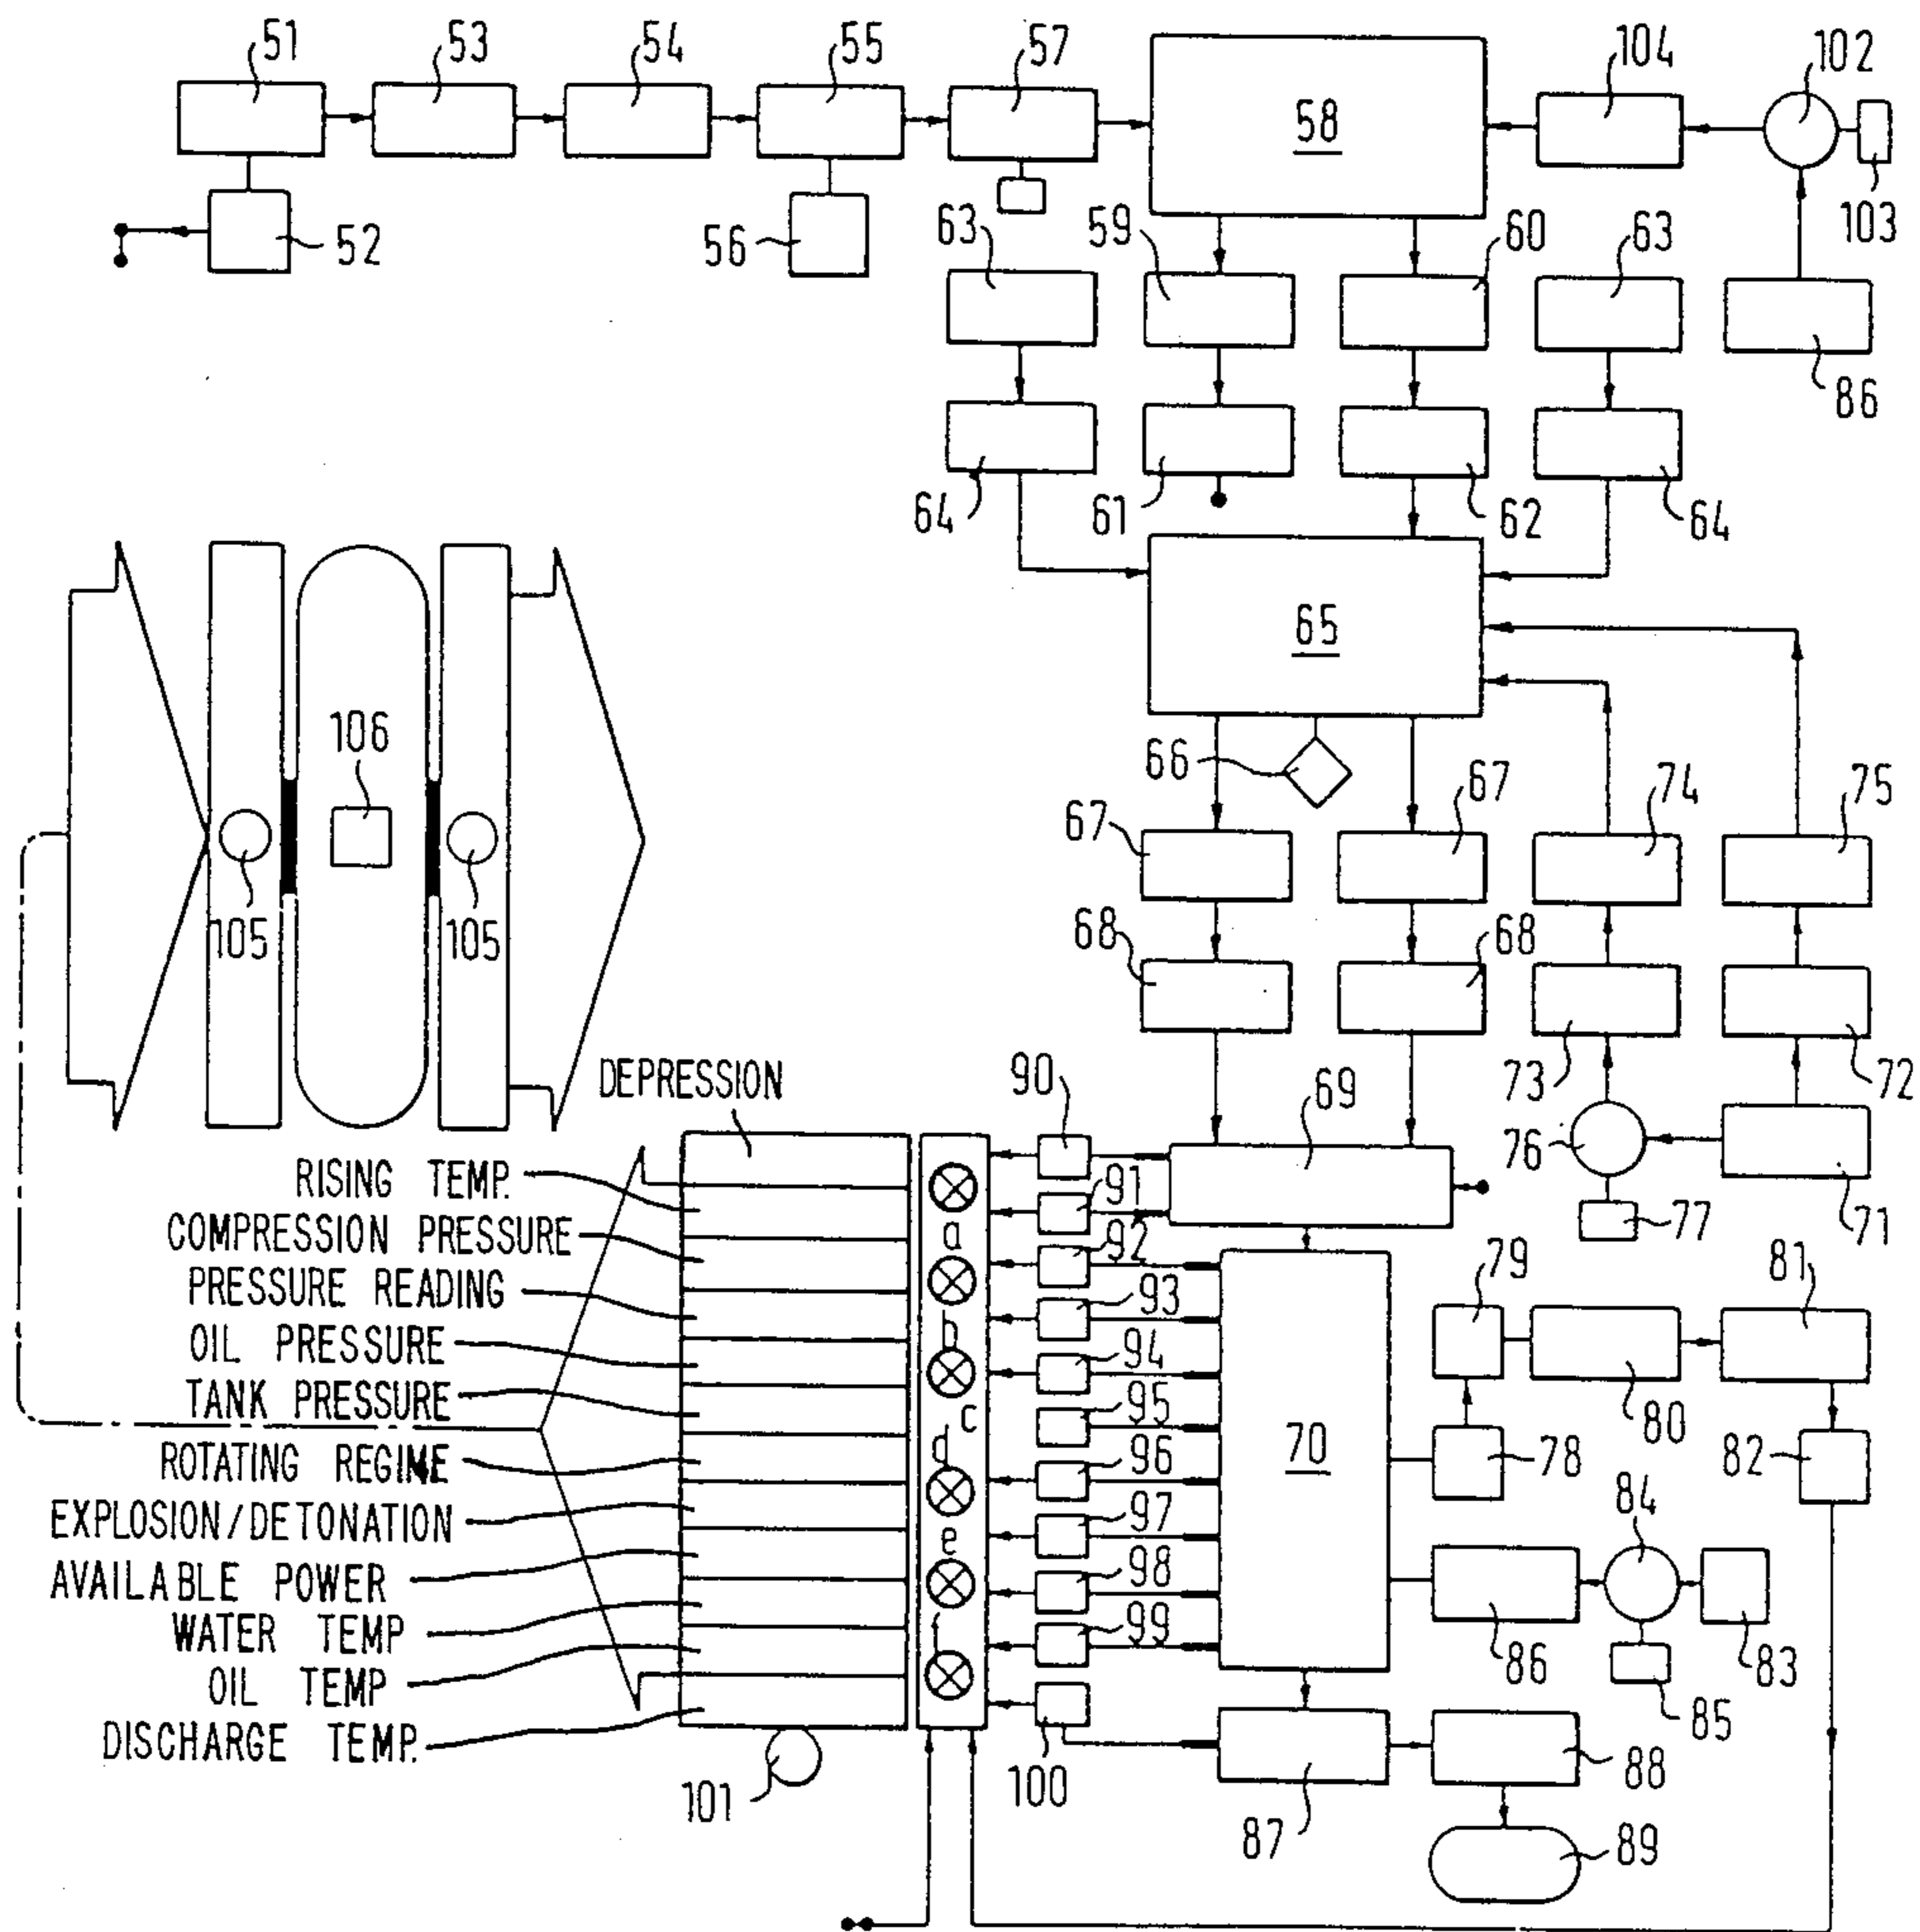 51 53 54 55 57 58 104 102
103
52 56 63 59 60 63
86
64 61 62 64
65
106
66
67 67 74 75
105 105
68 68
73 72
DEPRESSION 90 69
76
RISING TEMP. 91
77 71
COMPRESSION PRESSURE a 92
79 81
PRESSURE READING 93
OIL PRESSURE b 94
TANK PRESSURE c 95
80
ROTATING REGIME d 96 70 78 82
84
EXPLOSION/DETONATION e 97
AVAILABLE POWER 98
WATER TEMP f 99
86 83
OIL TEMP 85
DISCHARGE TEMP.
101 100 88
87
89